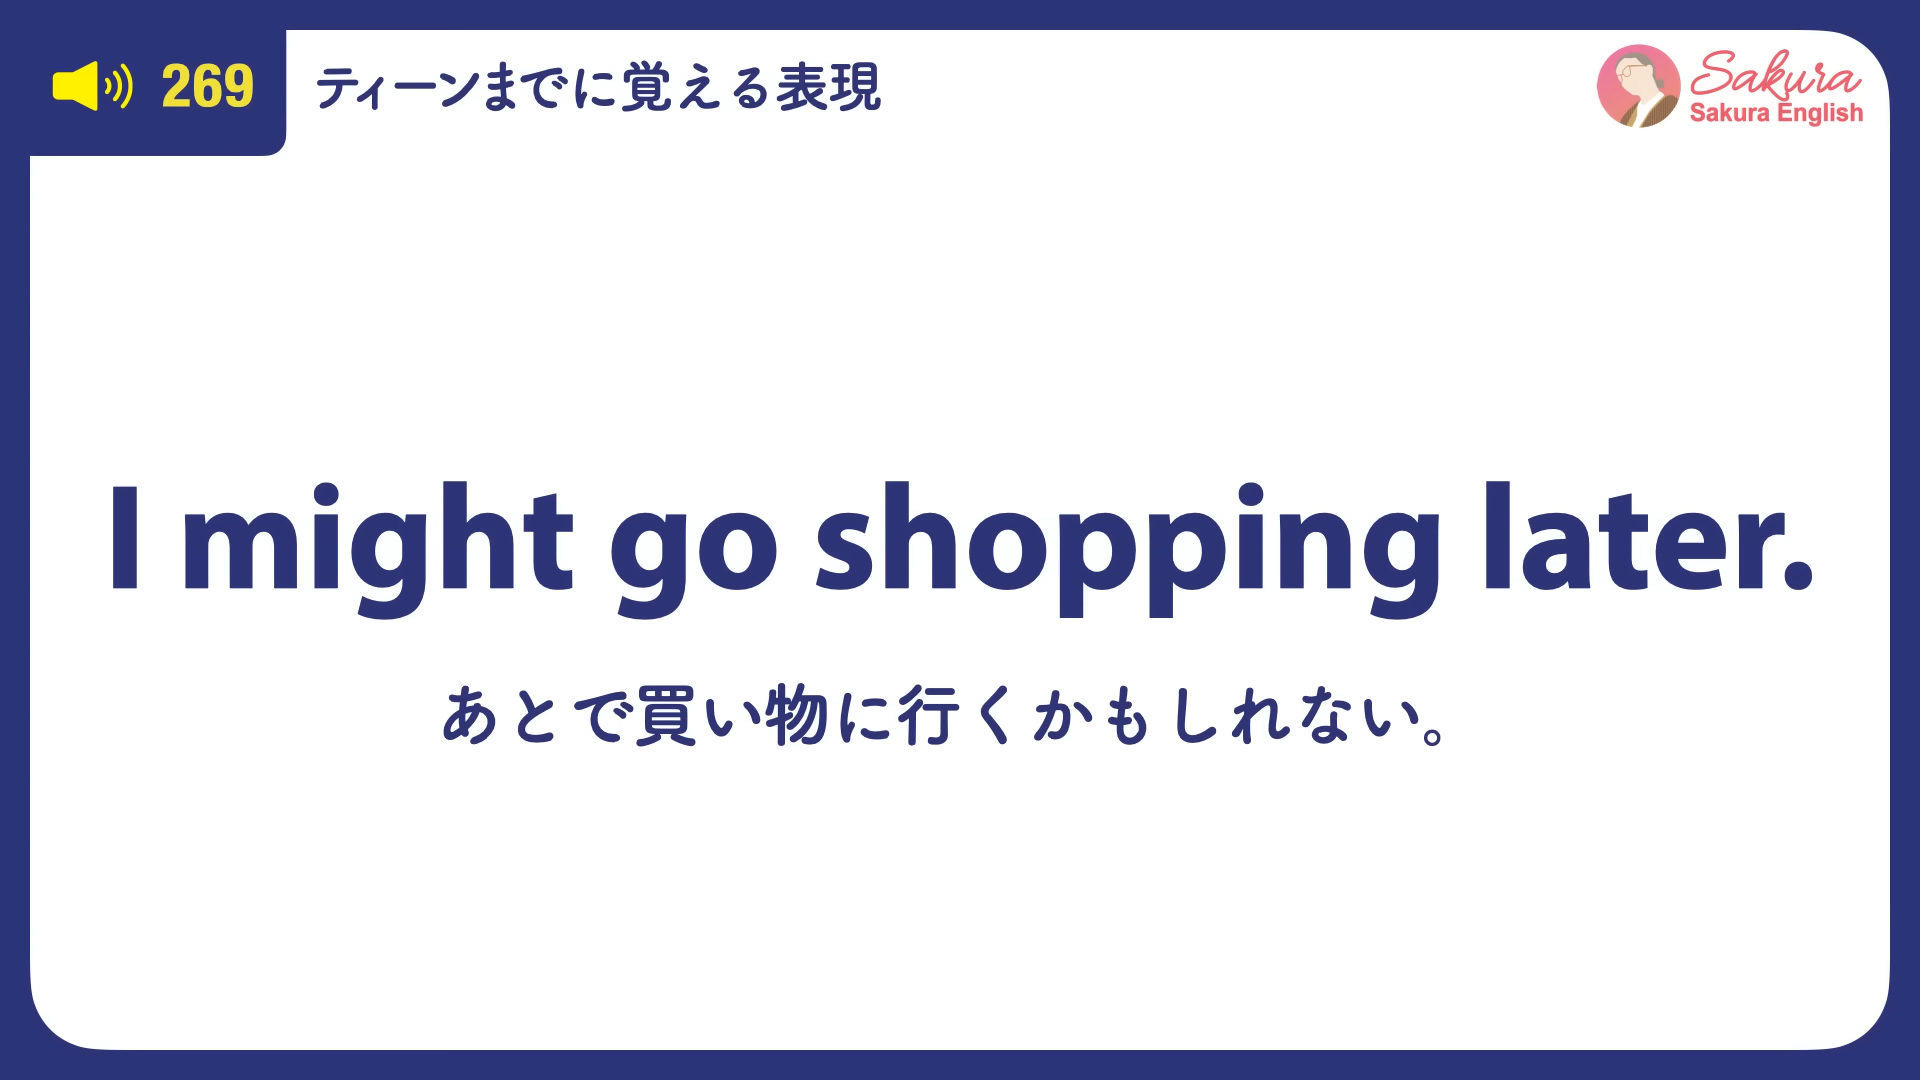 269
ティーンまでに覚える表現
Sakura
Sakura English
I might go shopping later.
あとで買い物に行くかもしれない。